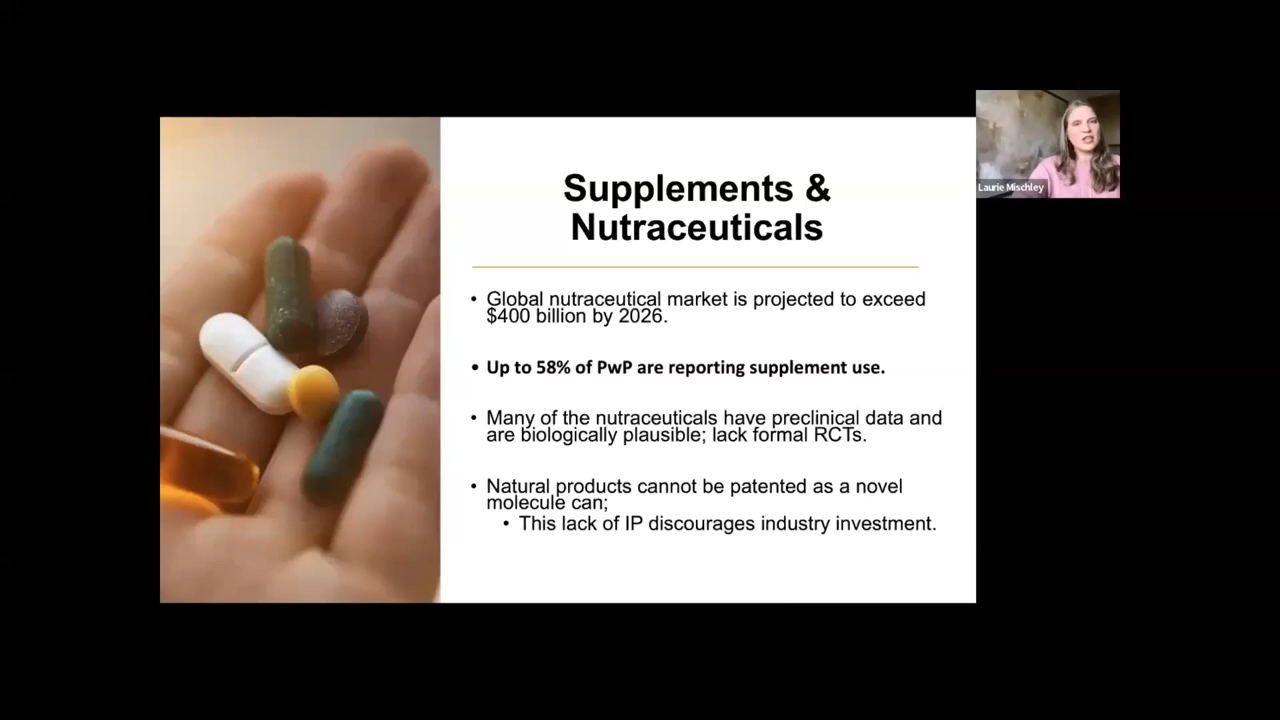 Supplements &
Nutraceuticals
• Global nutraceutical market is projected to exceed
$400 billion by 2026.
• Up to 58% of PwP are reporting supplement use.
• Many of the nutraceuticals have preclinical data and
are biologically plausible; lack formal RCTs.
• Natural products cannot be patented as a novel
molecule can;
• This lack of IP discourages industry investment.
Laurie Mischley